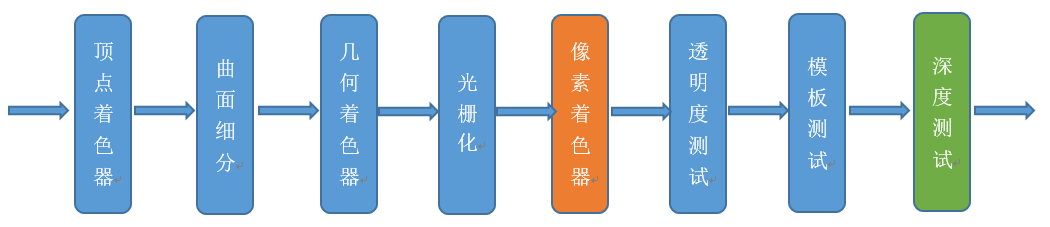 顶点着色器
曲面细分
几何着色器
光栅化
像素着色器
透明度测试
模板测试
深度测试